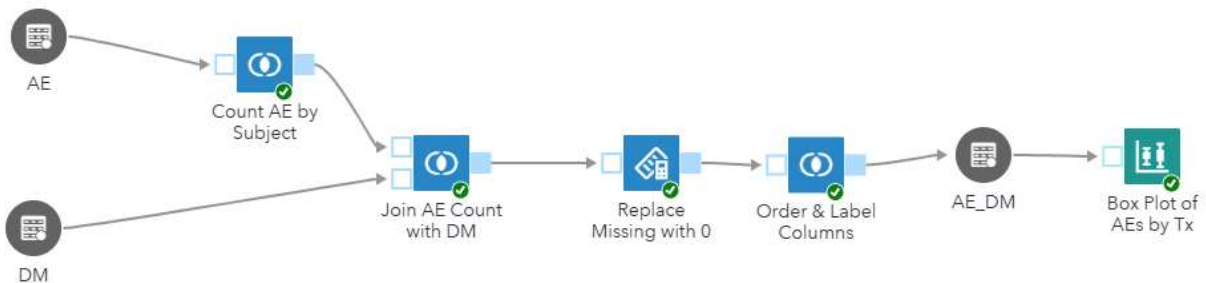 AE
Count AE by
Subject
DM
Join AE Count
with DM
Replace
Missing with 0
Order & Label
Columns
AE_DM
Box Plot of
AEs by Tx